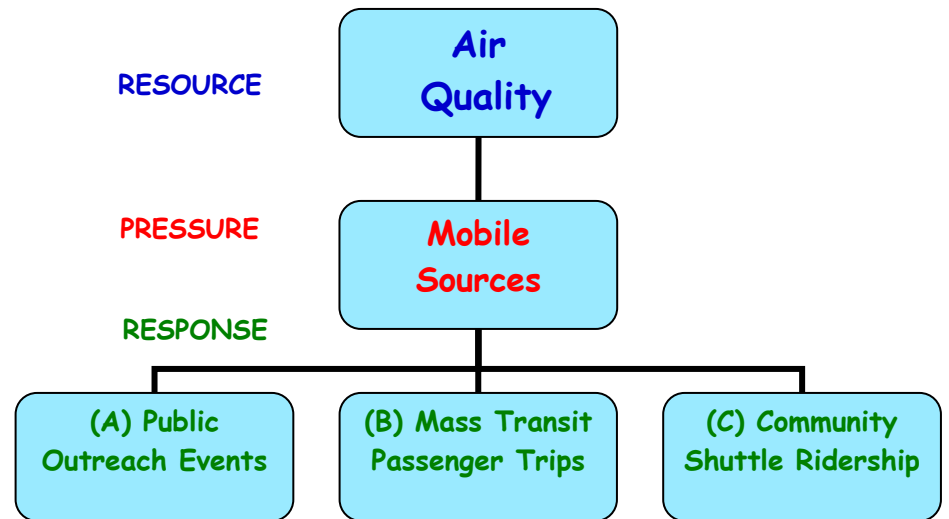 Air
Quality
RESOURCE
PRESSURE
Mobile
Sources
RESPONSE
(A) Public
Outreach Events
(B) Mass Transit
Passenger Trips
(C) Community
Shuttle Ridership